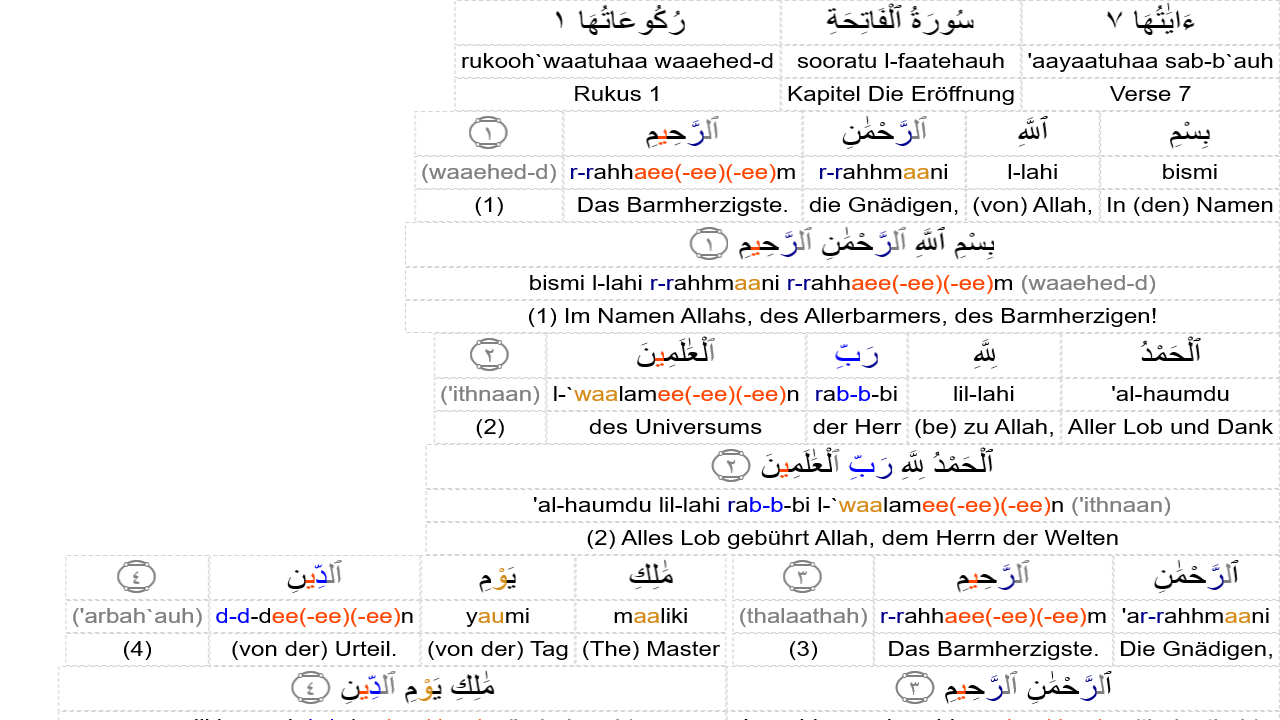 ءَايَٰتُهَا ٧ سُورَةُ ٱلْفَاتِحَةِ رُكُوعَاتُهَا ١
'aayaatuhaa sab-b`auh sooratu l-faatehauh rukooh`waatuhaa waaehed-d
Verse 7 Kapitel Die Eröffnung Rukus 1
بِسْمِ ٱللَّهِ ٱلرَّحْمَٰنِ ٱلرَّحِيمِ ١
bismi l-lahi r-rahhmaani r-rahhaee(-ee)(-ee)m (waaehed-d)
In (den) Namen (von) Allah, die Gnädigen, Das Barmherzigste. (1)
بِسْمِ ٱللَّهِ ٱلرَّحْمَٰنِ ٱلرَّحِيمِ ١
bismi l-lahi r-rahhmaani r-rahhaee(-ee)(-ee)m (waaehed-d)
(1) Im Namen Allahs, des Allerbarmers, des Barmherzigen!
ٱلْحَمْدُ لِلَّهِ رَبِّ ٱلْعَٰلَمِينَ ٢
'al-haumdu lil-lahi rab-b-bi l-`waalamee(-ee)(-ee)n ('ithnaan)
Aller Lob und Dank (be) zu Allah, der Herr des Universums (2)
ٱلْحَمْدُ لِلَّهِ رَبِّ ٱلْعَٰلَمِينَ ٢
'al-haumdu lil-lahi rab-b-bi l-`waalamee(-ee)(-ee)n ('ithnaan)
(2) Alles Lob gebührt Allah, dem Herrn der Welten
ٱلرَّحْمَٰنِ ٱلرَّحِيمِ ٣ مَٰلِكِ يَوْمِ ٱلدِّينِ ٤
'ar-rahhmaani r-rahhaee(-ee)(-ee)m (thalaathah) maaliki yaumi d-d-dee(-ee)(-ee)n ('arbah`auh)
Die Gnädigen, Das Barmherzigste. (3) (The) Master (von der) Tag (von der) Urteil. (4)
ٱلرَّحْمَٰنِ ٱلرَّحِيمِ ٣ مَٰلِكِ يَوْمِ ٱلدِّينِ ٤